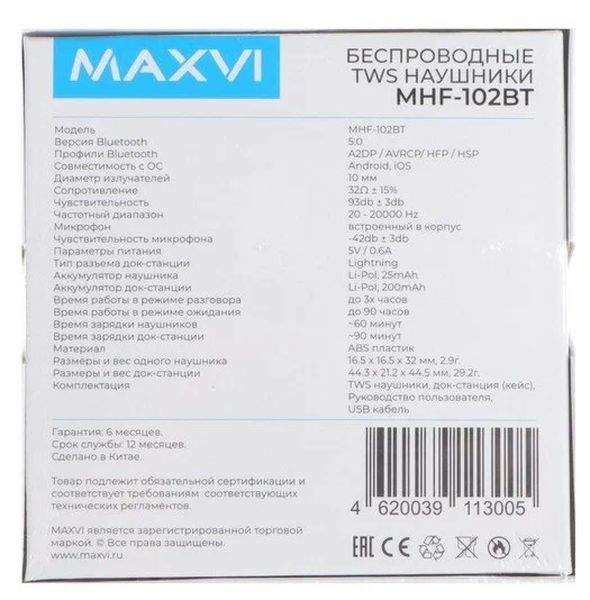 MAXVI
БЕСПРОВОДНЫЕ
TWS НАУШНИКИ
MHF-102BT
Модель MHF-102BT
Версия Bluetooth 5.0
Профили Bluetooth A2DP / AVRCP/ HFP / HSP
Совместимость с ОС Android, iOS
Диаметр излучателей 10 мм
Сопротивление 32Ω ± 15%
Чувствительность 93db ± 3db
Частотный диапазон 20 - 20000 Hz
Микрофон встроенный в корпус
Чувствительность микрофона -42db ± 3db
Параметры питания 5V / 0.6A
Тип разъема док-станции Lightning
Аккумулятор наушника Li-Pol, 25mAh
Аккумулятор док-станции Li-Pol, 200mAh
Время работы в режиме разговора до 3х часов
Время работы в режиме ожидания до 90 часов
Время зарядки наушников ~60 минут
Время зарядки док-станции ~90 минут
Материал ABS пластик
Размеры и вес одного наушника 16.5 x 16.5 x 32 мм, 2.9г.
Размеры и вес док-станции 44.3 x 21.2 x 44.5 мм, 29.2г.
Комплектация TWS наушники, док-станция (кейс),
Руководство пользователя,
USB кабель
Гарантия: 6 месяцев.
Срок службы: 12 месяцев.
Сделано в Китае.
Товар подлежит обязательной сертификации и
соответствует требованиям соответствующих
технических регламентов.
MAXVI является зарегистрированной торговой
маркой. © Все права защищены.
www.maxvi.ru
4 620039 113005
EAC CE